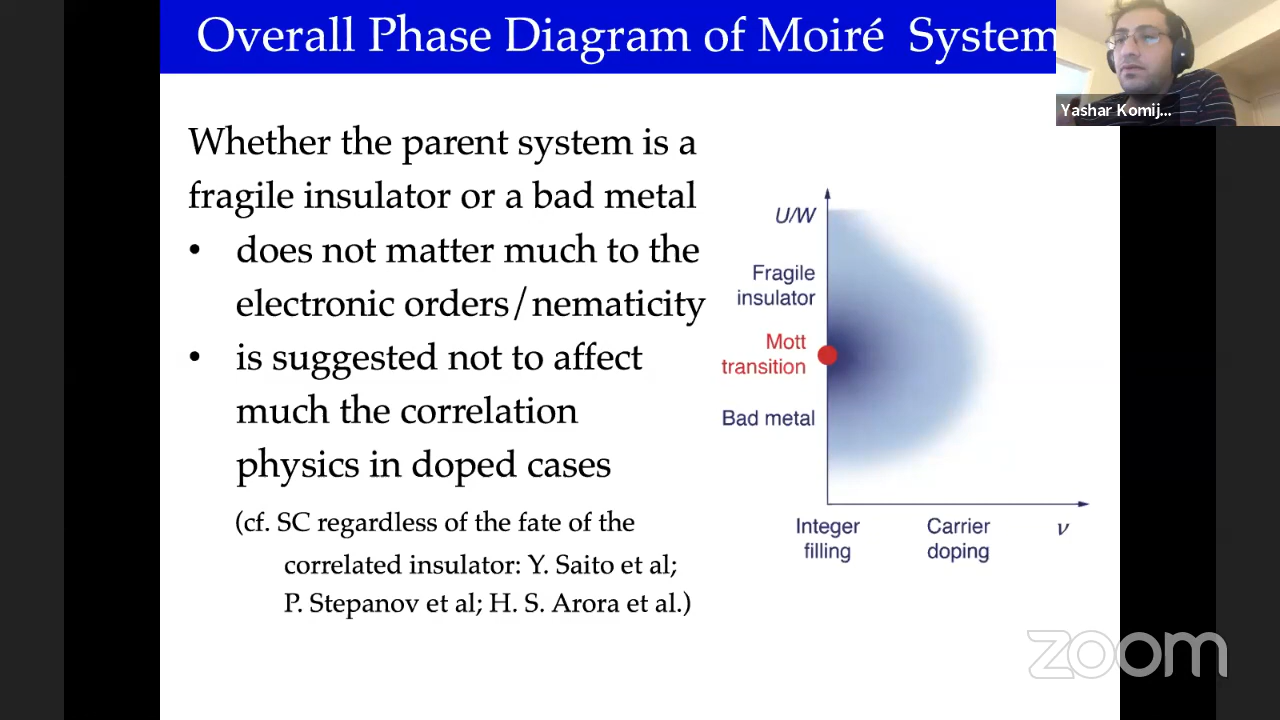 Overall Phase Diagram of Moiré System
Yashar Komij...
Whether the parent system is a
fragile insulator or a bad metal
• does not matter much to the
electronic orders/nematicity
• is suggested not to affect
much the correlation
physics in doped cases
(cf. SC regardless of the fate of the
correlated insulator: Y. Saito et al;
P. Stepanov et al; H. S. Arora et al.)
U/W
Fragile
insulator
Mott
transition
Bad metal
Integer
filling
Carrier
doping
ν
zoom